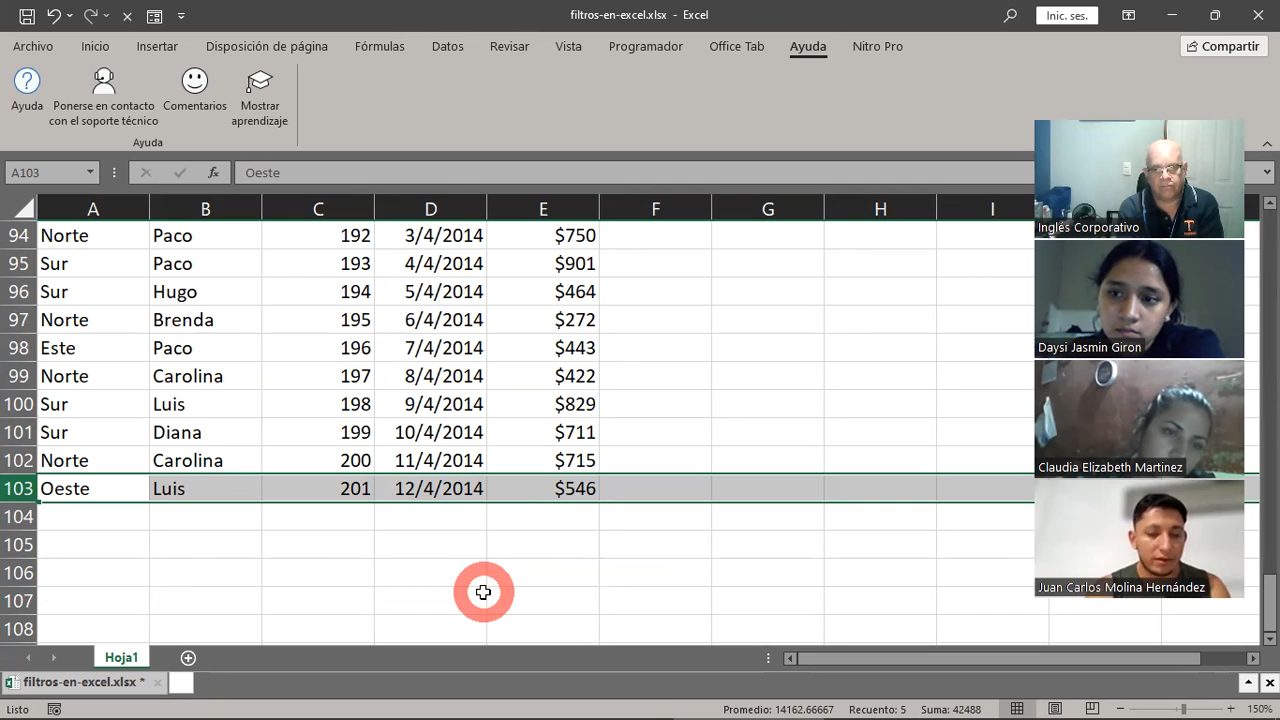 filtros-en-excel.xlsx - Excel
Inic. ses.
Archivo Inicio Insertar Disposición de página Fórmulas Datos Revisar Vista Programador Office Tab Ayuda Nitro Pro Compartir
Ayuda Ponerse en contacto con el soporte técnico Comentarios Mostrar aprendizaje
Ayuda
A103 fx Oeste
A B C D E F G H I
94 Norte Paco 192 3/4/2014 $750
95 Sur Paco 193 4/4/2014 $901
96 Sur Hugo 194 5/4/2014 $464
97 Norte Brenda 195 6/4/2014 $272
98 Este Paco 196 7/4/2014 $443
99 Norte Carolina 197 8/4/2014 $422
100 Sur Luis 198 9/4/2014 $829
101 Sur Diana 199 10/4/2014 $711
102 Norte Carolina 200 11/4/2014 $715
103 Oeste Luis 201 12/4/2014 $546
104
105
106
107
108
Inglés Corporativo
Daysi Jasmin Giron
Claudia Elizabeth Martinez
Juan Carlos Molina Hernández
Hoja1
filtros-en-excel.xlsx *
Listo Promedio: 14162.66667 Recuento: 5 Suma: 42488 150%